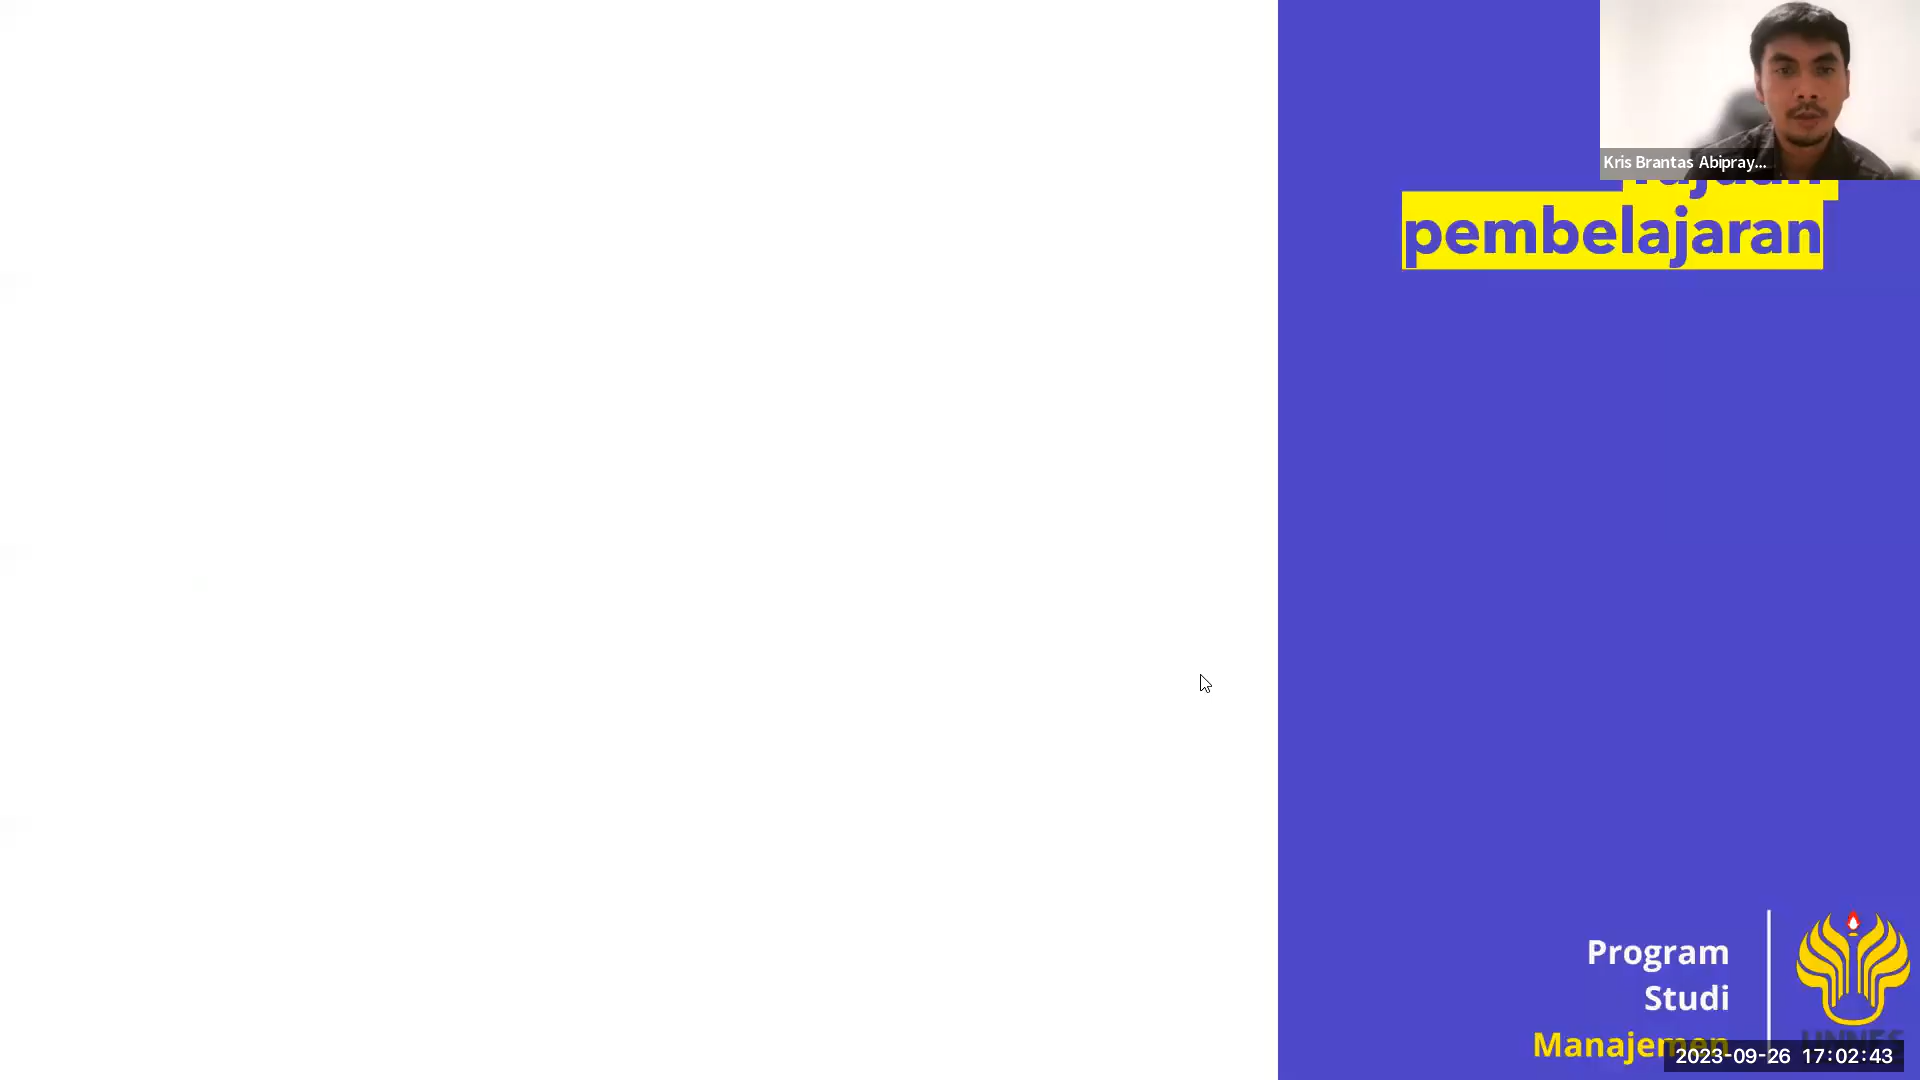 Kris Brantas Abipray...
pembelajaran
Program
Studi
Manajemen
2023-09-26 17:02:43